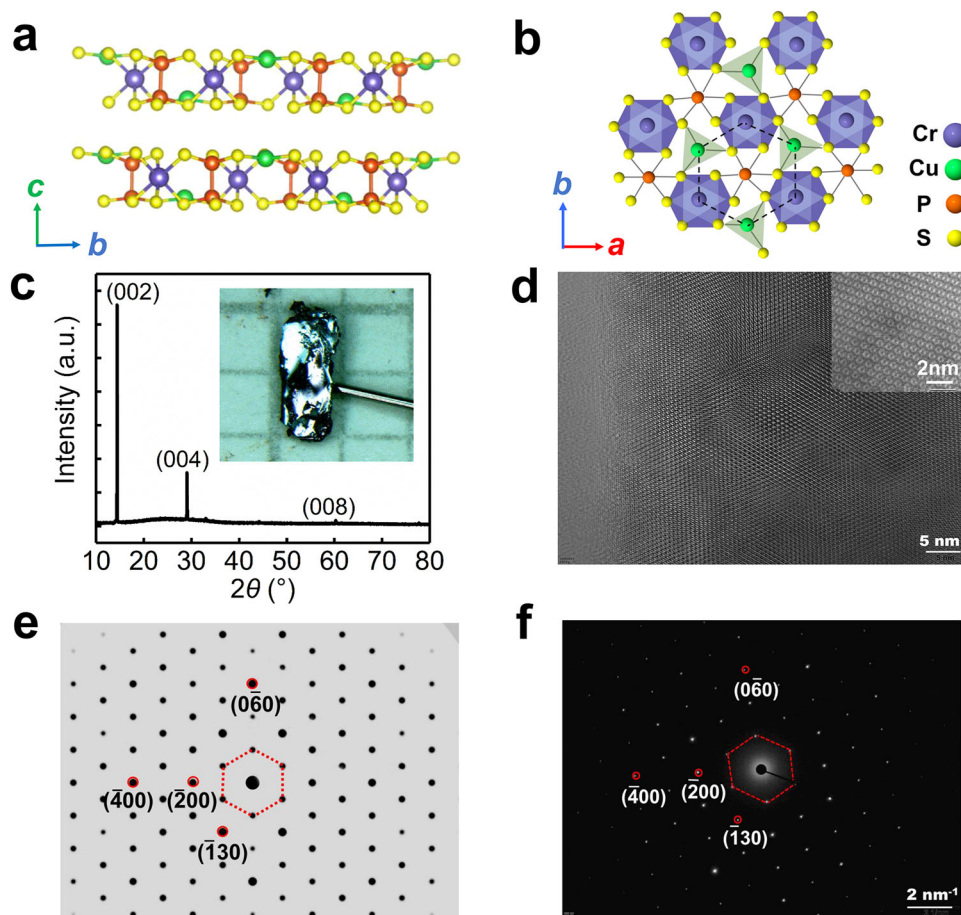 a
c
b
b
b
a
Cr
Cu
P
S
c
Intensity (a.u.)
(002)
(004)
(008)
10 20 30 40 50 60 70 80
2θ (°)
d
2nm
5 nm
e
(06̅0)
(4̅00)
(2̅00)
(1̅30)
f
(06̅0)
(4̅00)
(2̅00)
(1̅30)
2 nm⁻¹